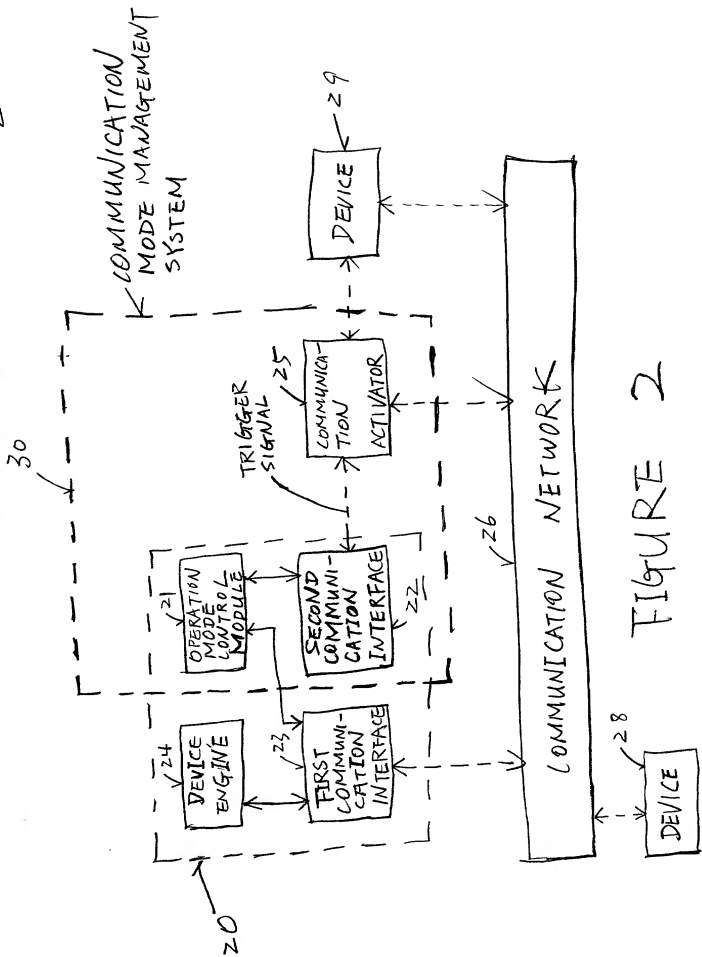 30
COMMUNICATION
MODE MANAGEMENT
SYSTEM
20
24
DEVICE
ENGINE
21
OPERATION
MODE
CONTROL
MODULE
23
FIRST
COMMUNI-
CATION
INTERFACE
SECOND
COMMUNI-
CATION
INTERFACE
22
TRIGGER
SIGNAL
25
COMMUNICA-
TION
ACTIVATOR
DEVICE
29
26
COMMUNICATION NETWORK
DEVICE
28
FIGURE 2